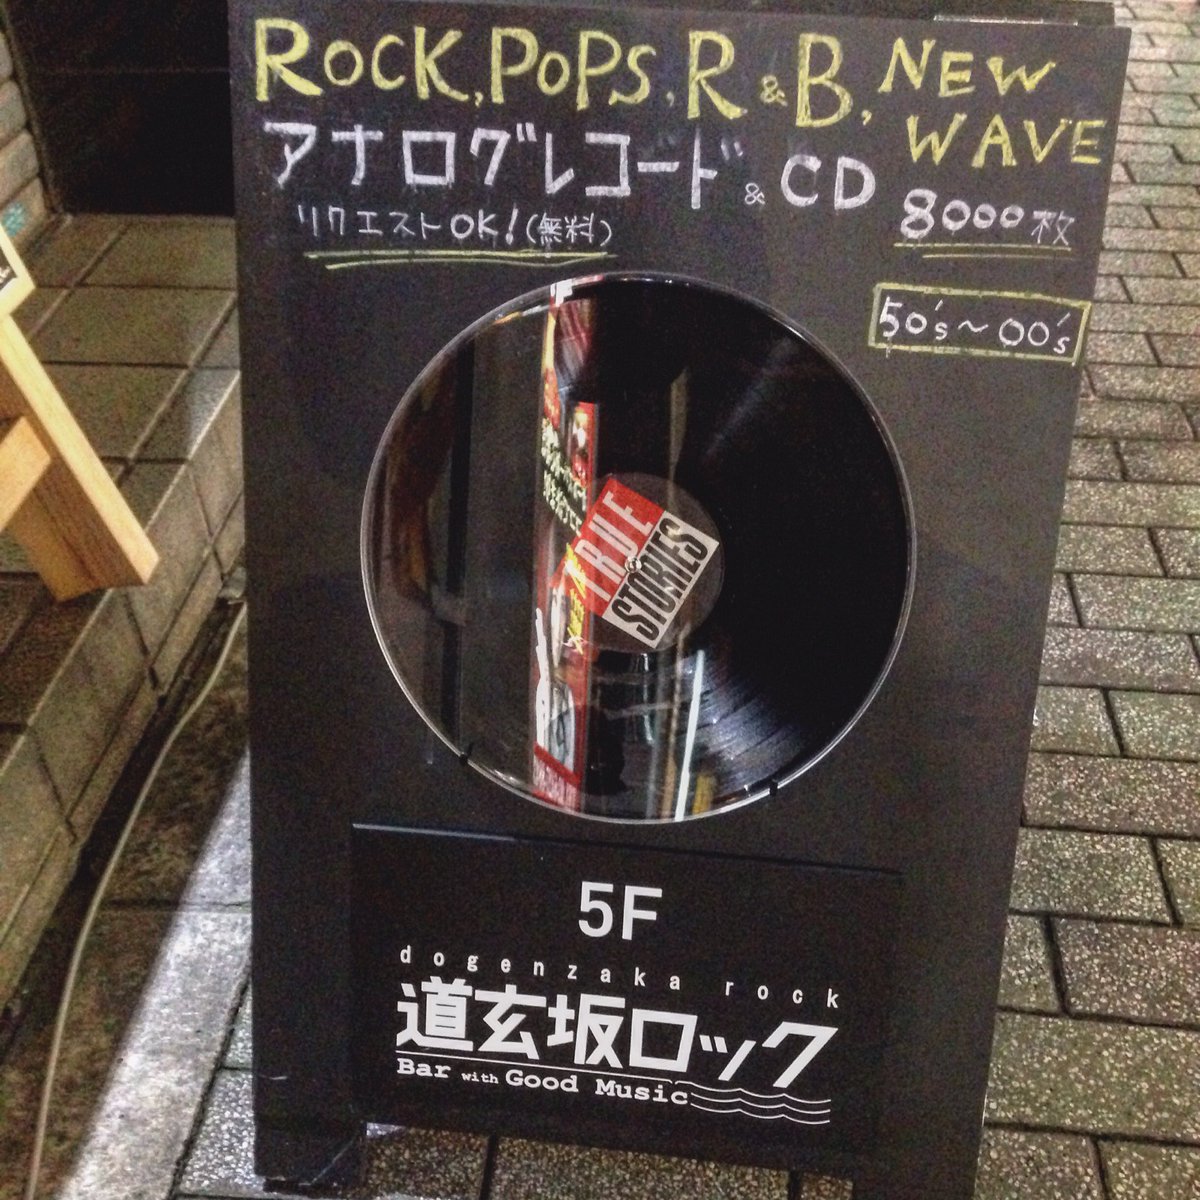 ROCK, POPS, R&B, NEW WAVE
アナログレコード & CD 8000枚
リクエストOK!(無料)
50's～00's
TRUE
STORIES
5F
dogenzaka rock
道玄坂ロック
Bar with Good Music